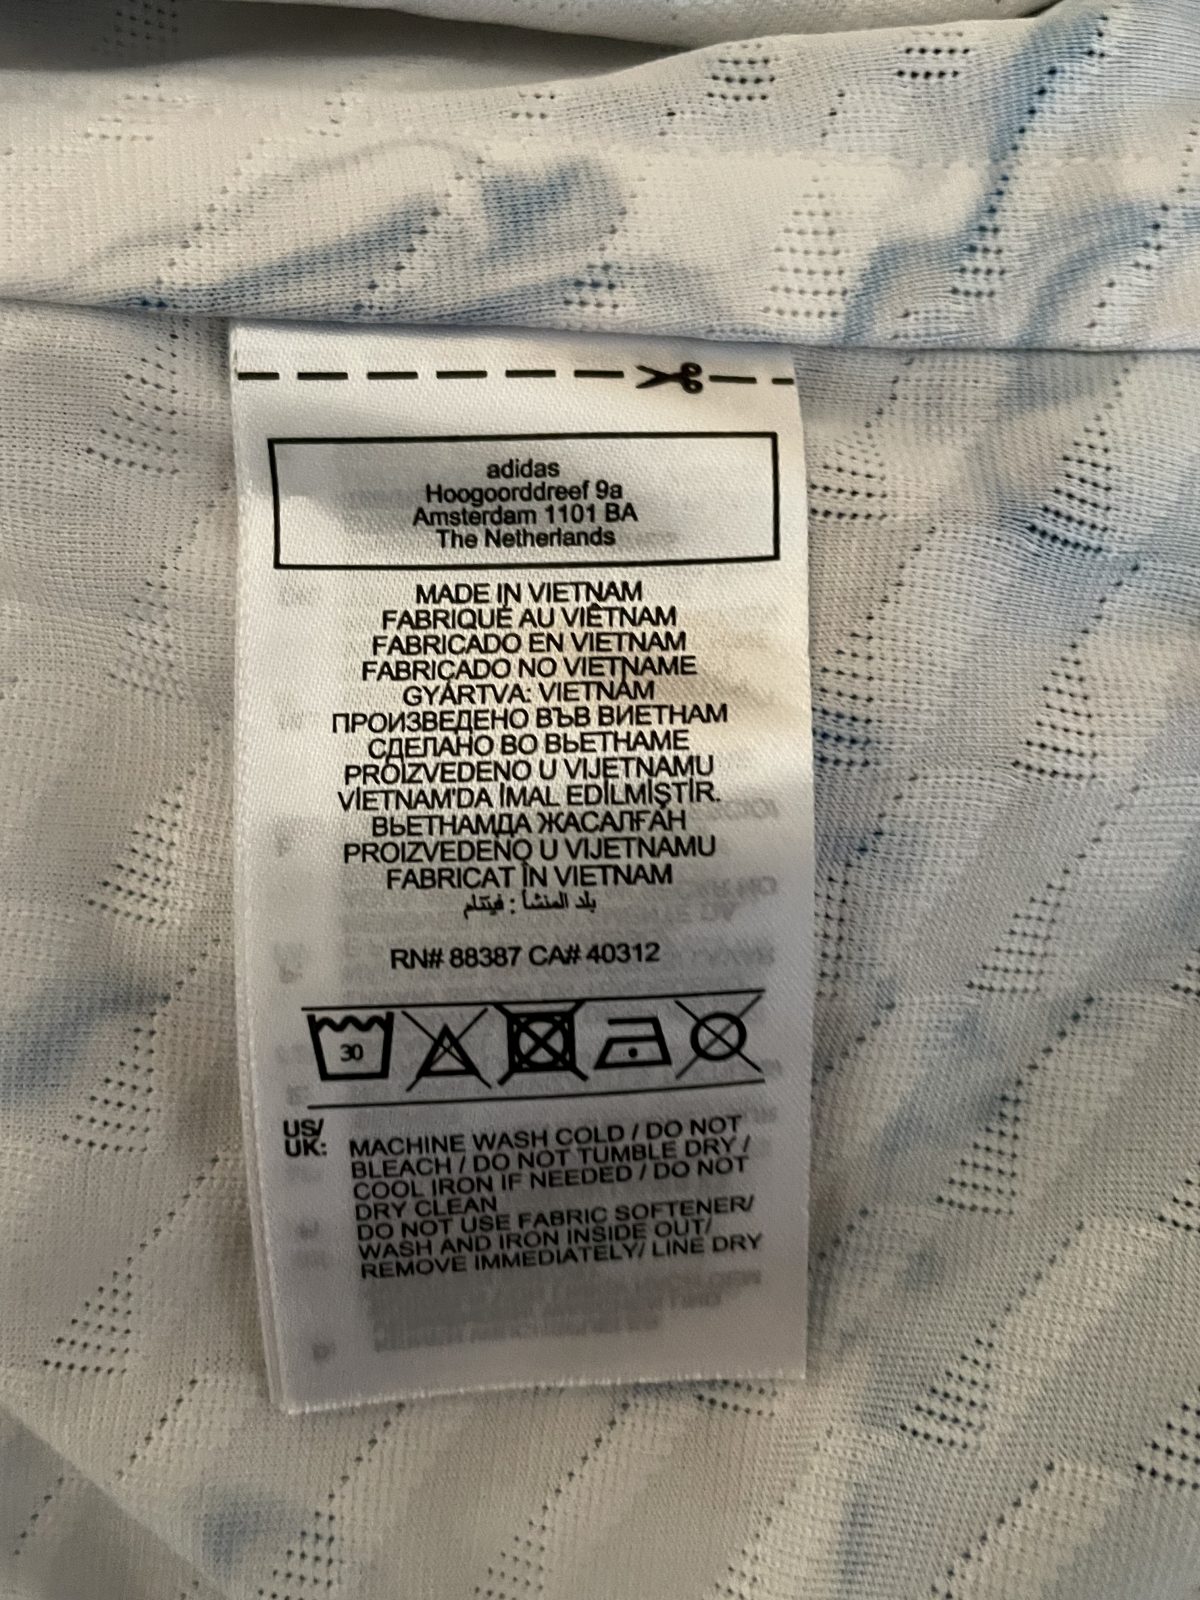 adidas
Hoogoorddreef 9a
Amsterdam 1101 BA
The Netherlands
MADE IN VIETNAM
FABRIQUÉ AU VIÊTNAM
FABRICADO EN VIETNAM
FABRICADO NO VIETNAME
GYÁRTVA: VIETNÁM
ПРОИЗВЕДЕНО ВЪВ ВИЕТНАМ
СДЕЛАНО ВО ВЬЕТНАМЕ
PROIZVEDENO U VIJETNAMU
VİETNAM'DA İMAL EDİLMİŞTİR.
ВЬЕТНАМДА ЖАСАЛҒАН
PROIZVEDENO U VIJETNAMU
FABRICAT ÎN VIETNAM
بلد المنشأ : فيتنام
RN# 88387 CA# 40312
30
US/
UK: MACHINE WASH COLD / DO NOT
BLEACH / DO NOT TUMBLE DRY /
COOL IRON IF NEEDED / DO NOT
DRY CLEAN
DO NOT USE FABRIC SOFTENER/
WASH AND IRON INSIDE OUT/
REMOVE IMMEDIATELY/ LINE DRY